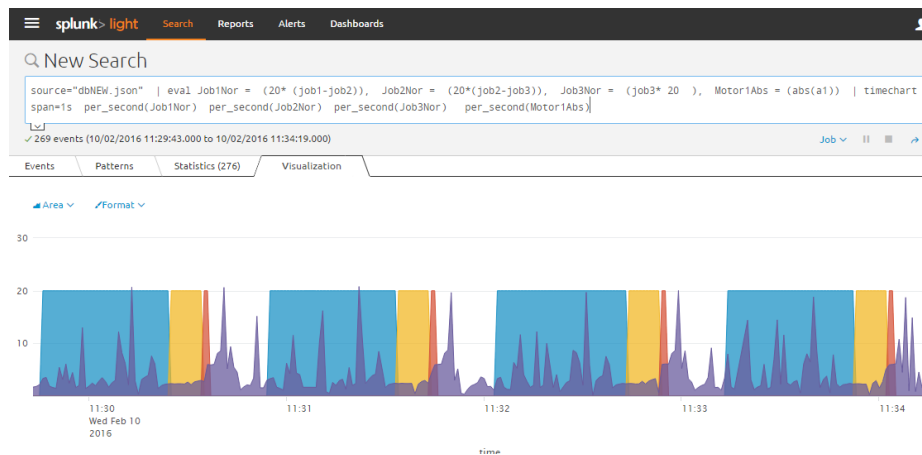 splunk> light Search Reports Alerts Dashboards
New Search
source="dbNEW.json" | eval Job1Nor = (20* (job1-job2)), Job2Nor = (20*(job2-job3)), Job3Nor = (job3* 20 ), Motor1Abs = (abs(a1)) | timechart
span=1s per_second(Job1Nor) per_second(Job2Nor) per_second(Job3Nor) per_second(Motor1Abs)
✓ 269 events (10/02/2016 11:29:43.000 to 10/02/2016 11:34:19.000) Job
Events Patterns Statistics (276) Visualization
Area Format
30
20
10
11:30 11:31 11:32 11:33 11:34
Wed Feb 10
2016
time